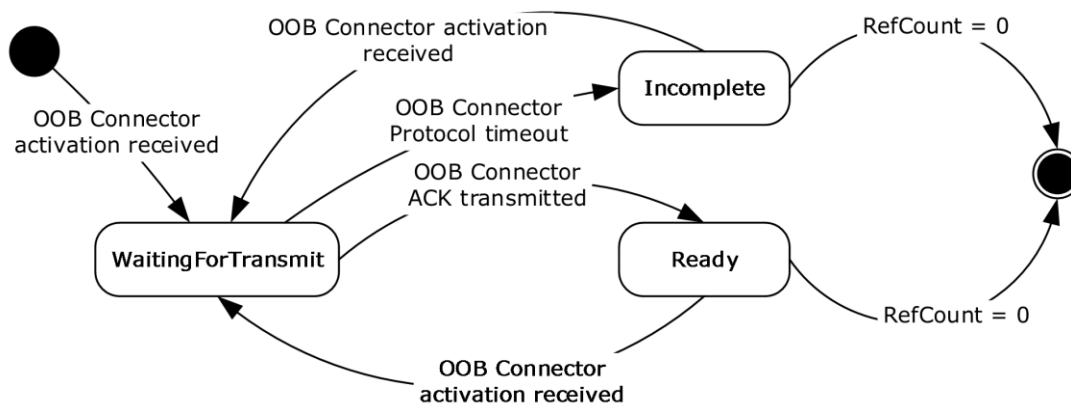 OOB Connector activation
received
RefCount = 0
Incomplete
OOB Connector
activation received
OOB Connector
Protocol timeout
OOB Connector
ACK transmitted
WaitingForTransmit
Ready
RefCount = 0
OOB Connector
activation received